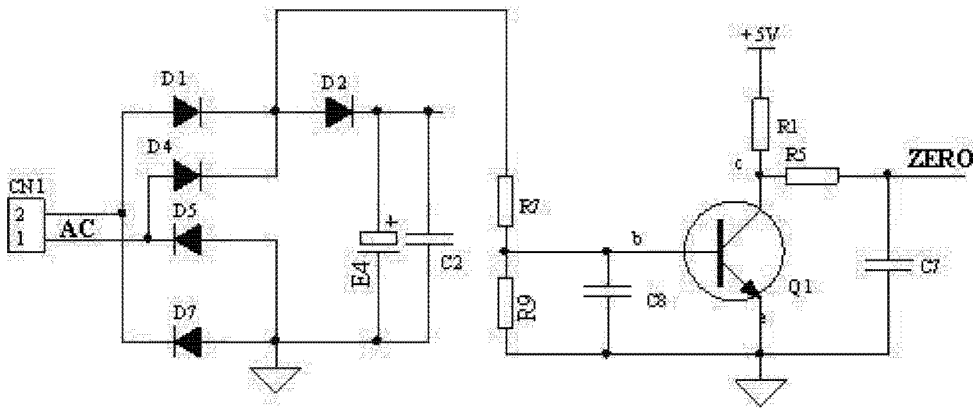 +5V
D1
D2
R1
D4
c
R5
ZERO
CN1
2
AC
D5
R7
1
+
b
E4
C2
C7
Q1
R9
C8
D7
e